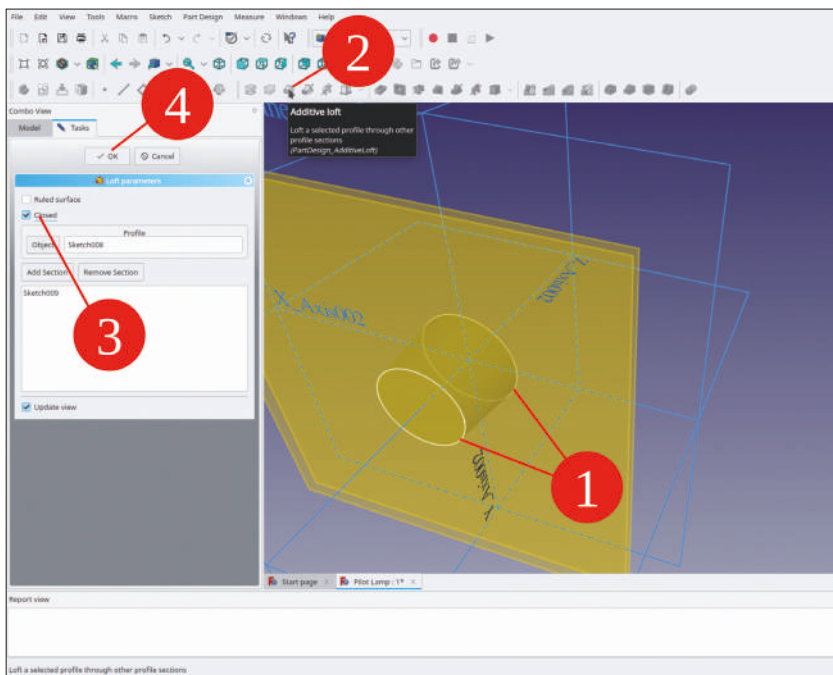 File Edit View Tools Macro Sketch Part Design Measure Windows Help
2
4
Combo View
Model Tasks
OK Cancel
Loft parameters
Ruled surface
Closed
Profile
Object Sketch008
Add Section Remove Section
Sketch009
3
Update view
Additive loft
Loft a selected profile through other
profile sections
(PartDesign_AdditiveLoft)
X_Axis002
Z_Axis002
Y_Axis002
1
Start page Pilot Lamp : 1*
Report view
Loft a selected profile through other profile sections